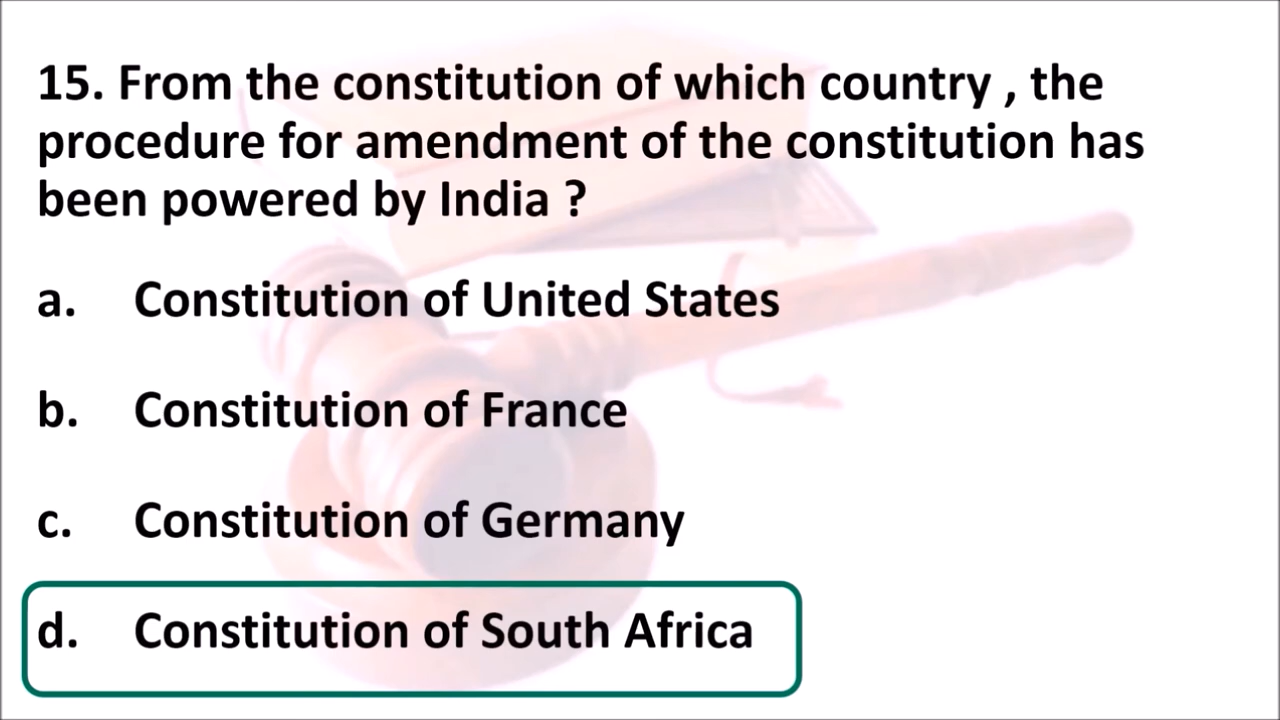 15. From the constitution of which country , the
procedure for amendment of the constitution has
been powered by India ?
a. Constitution of United States
b. Constitution of France
c. Constitution of Germany
d. Constitution of South Africa